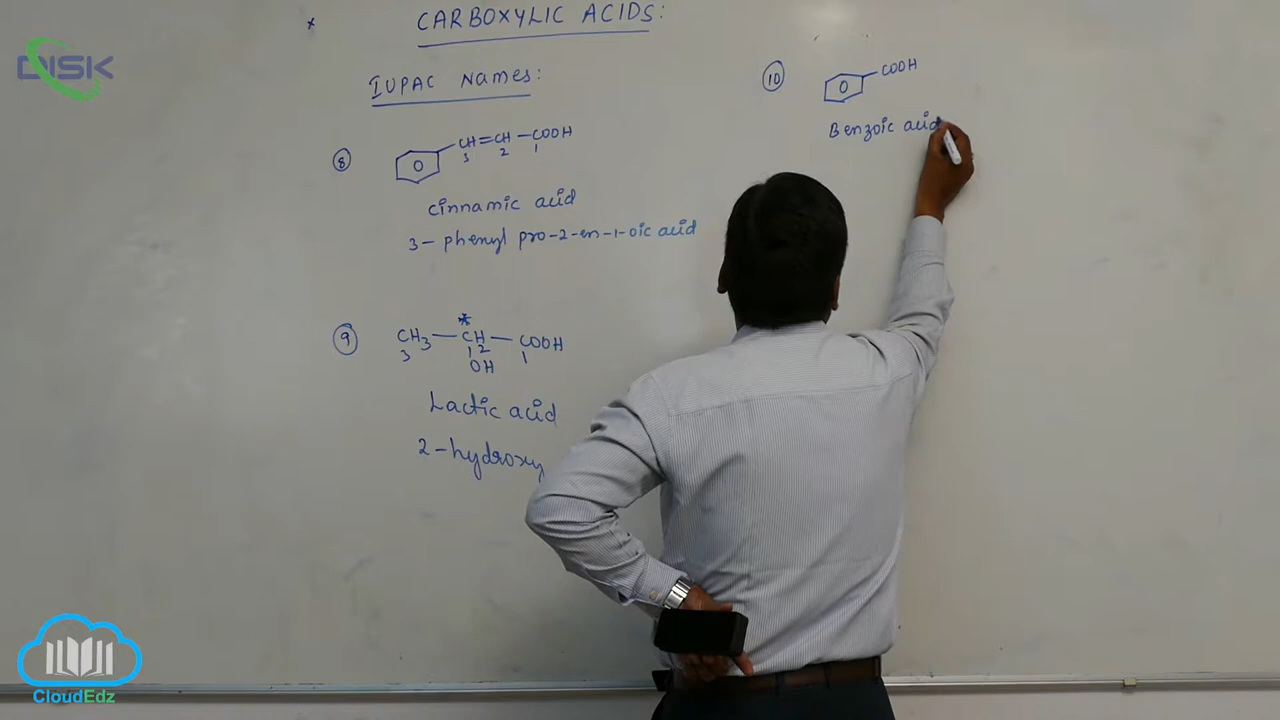 DISK
* CARBOXYLIC ACIDS:
IUPAC Names:
8 CH=CH-COOH
3 2 1
cinnamic acid
3- phenyl pro-2-en-1-oic acid
*
9 CH3-CH-COOH
3 2 1
OH
Lactic acid
2-hydroxy
10 COOH
Benzoic acid
CloudEdz